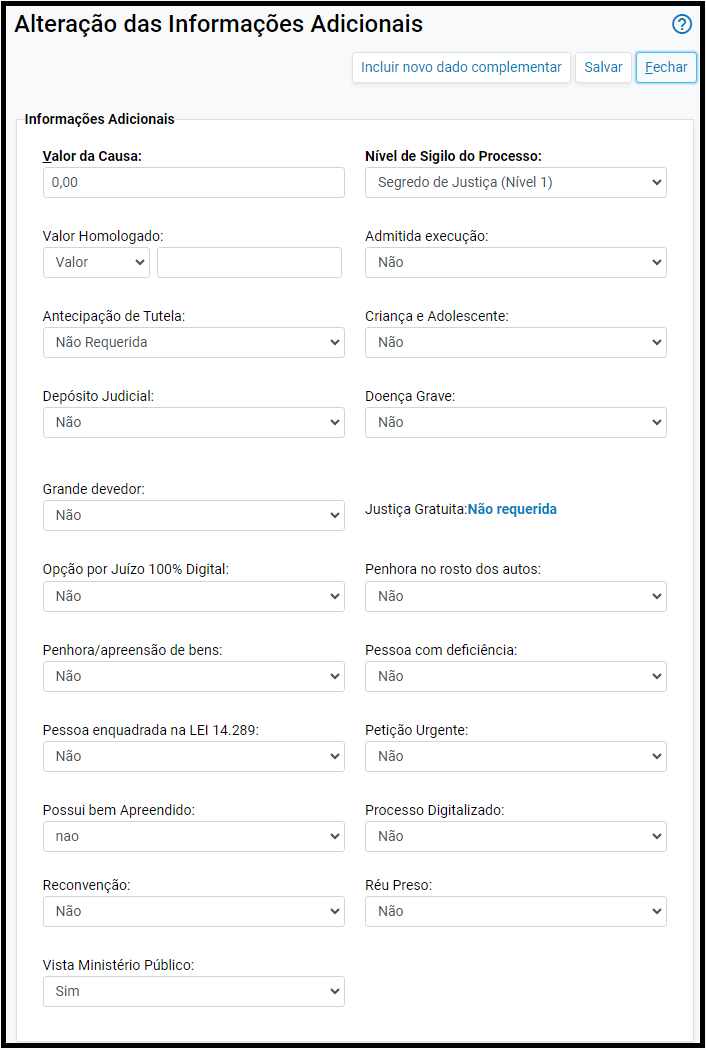 Alteração das Informações Adicionais
Incluir novo dado complementar Salvar Fechar
Informações Adicionais
Valor da Causa: Nível de Sigilo do Processo:
0,00 Segredo de Justiça (Nível 1)
Valor Homologado: Admitida execução:
Valor Não
Antecipação de Tutela: Criança e Adolescente:
Não Requerida Não
Depósito Judicial: Doença Grave:
Não Não
Grande devedor:
Justiça Gratuita:Não requerida
Não
Opção por Juízo 100% Digital: Penhora no rosto dos autos:
Não Não
Penhora/apreensão de bens: Pessoa com deficiência:
Não Não
Pessoa enquadrada na LEI 14.289: Petição Urgente:
Não Não
Possui bem Apreendido: Processo Digitalizado:
nao Não
Reconvenção: Réu Preso:
Não Não
Vista Ministério Público:
Sim